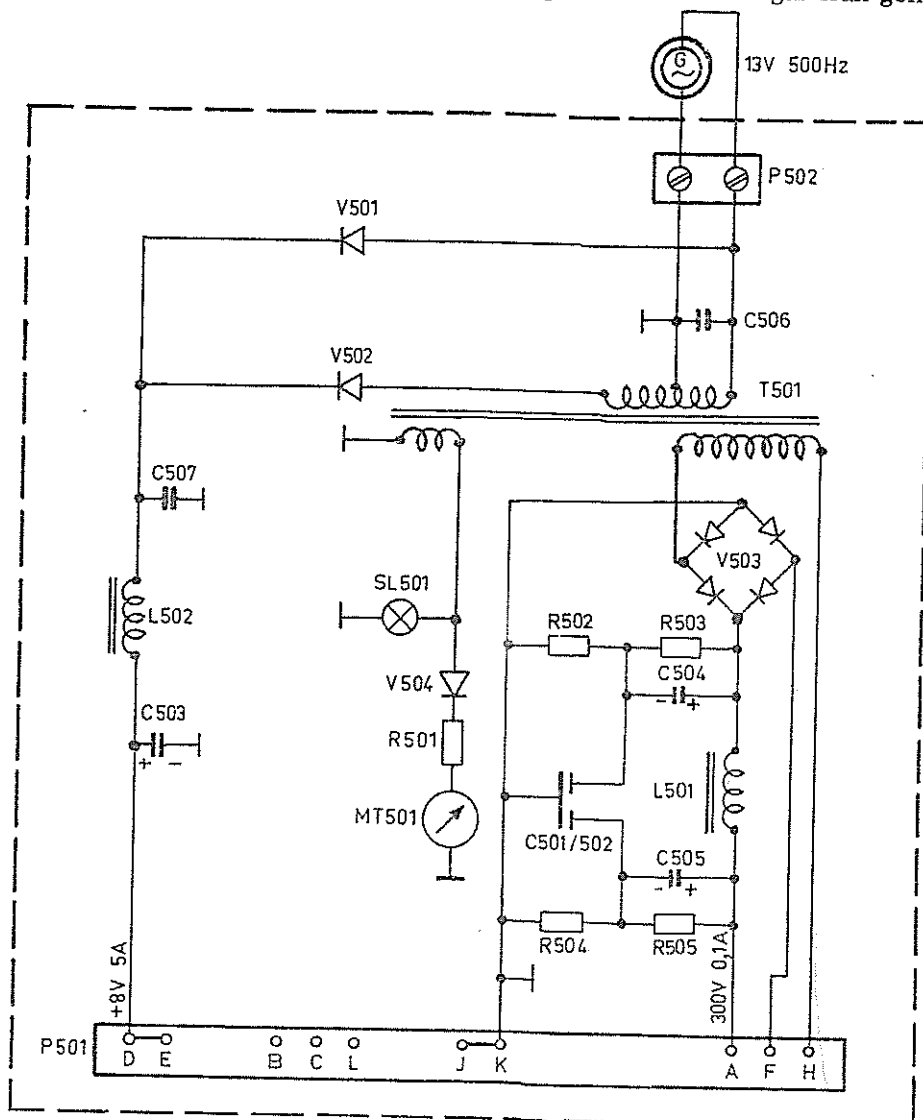 G
13V 500Hz
P502
V501
C506
V502
T501
C507
V503
SL501
L502
R502
R503
C504
V504
- +
C503
R501
+ -
L501
MT501
C501/502
C505
- +
R504
R505
+8V 5A
300V 0,1A
P501
D E B C L J K A F H